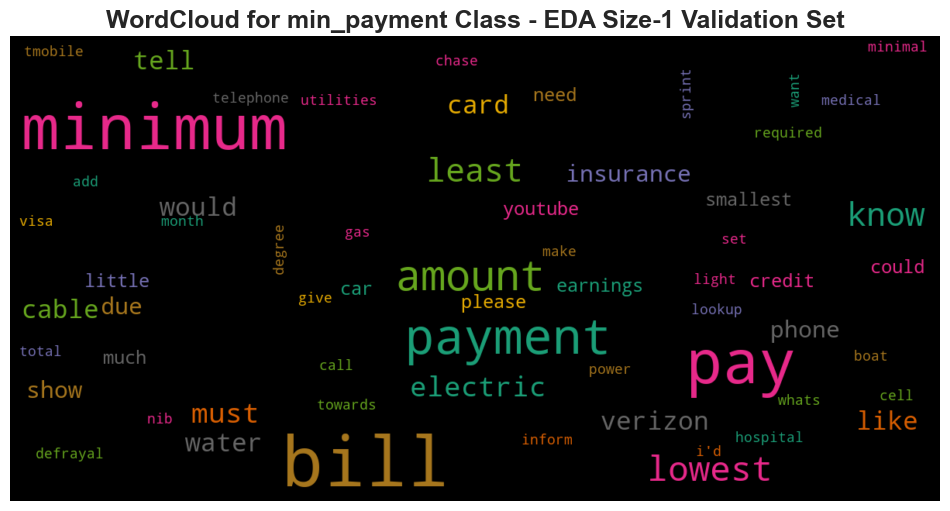 WordCloud for min_payment Class - EDA Size-1 Validation Set
tmobile
tell
chase
minimal
telephone
utilities
card
need
sprint
want
medical
minimum
required
least
insurance
add
would
youtube
smallest
know
visa
month
degree
gas
make
set
could
little
car
amount
earnings
light
credit
cable
due
give
please
lookup
total
much
payment
phone
call
power
pay
boat
show
electric
must
towards
whats
cell
nib
water
verizon
like
defrayal
bill
inform
hospital
i'd
lowest